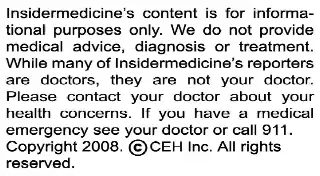 Insidermedicine's content is for informa-
tional purposes only. We do not provide
medical advice, diagnosis or treatment.
While many of Insidermedicine's reporters
are doctors, they are not your doctor.
Please contact your doctor about your
health concerns. If you have a medical
emergency see your doctor or call 911.
Copyright 2008. ©CEH Inc. All rights
reserved.